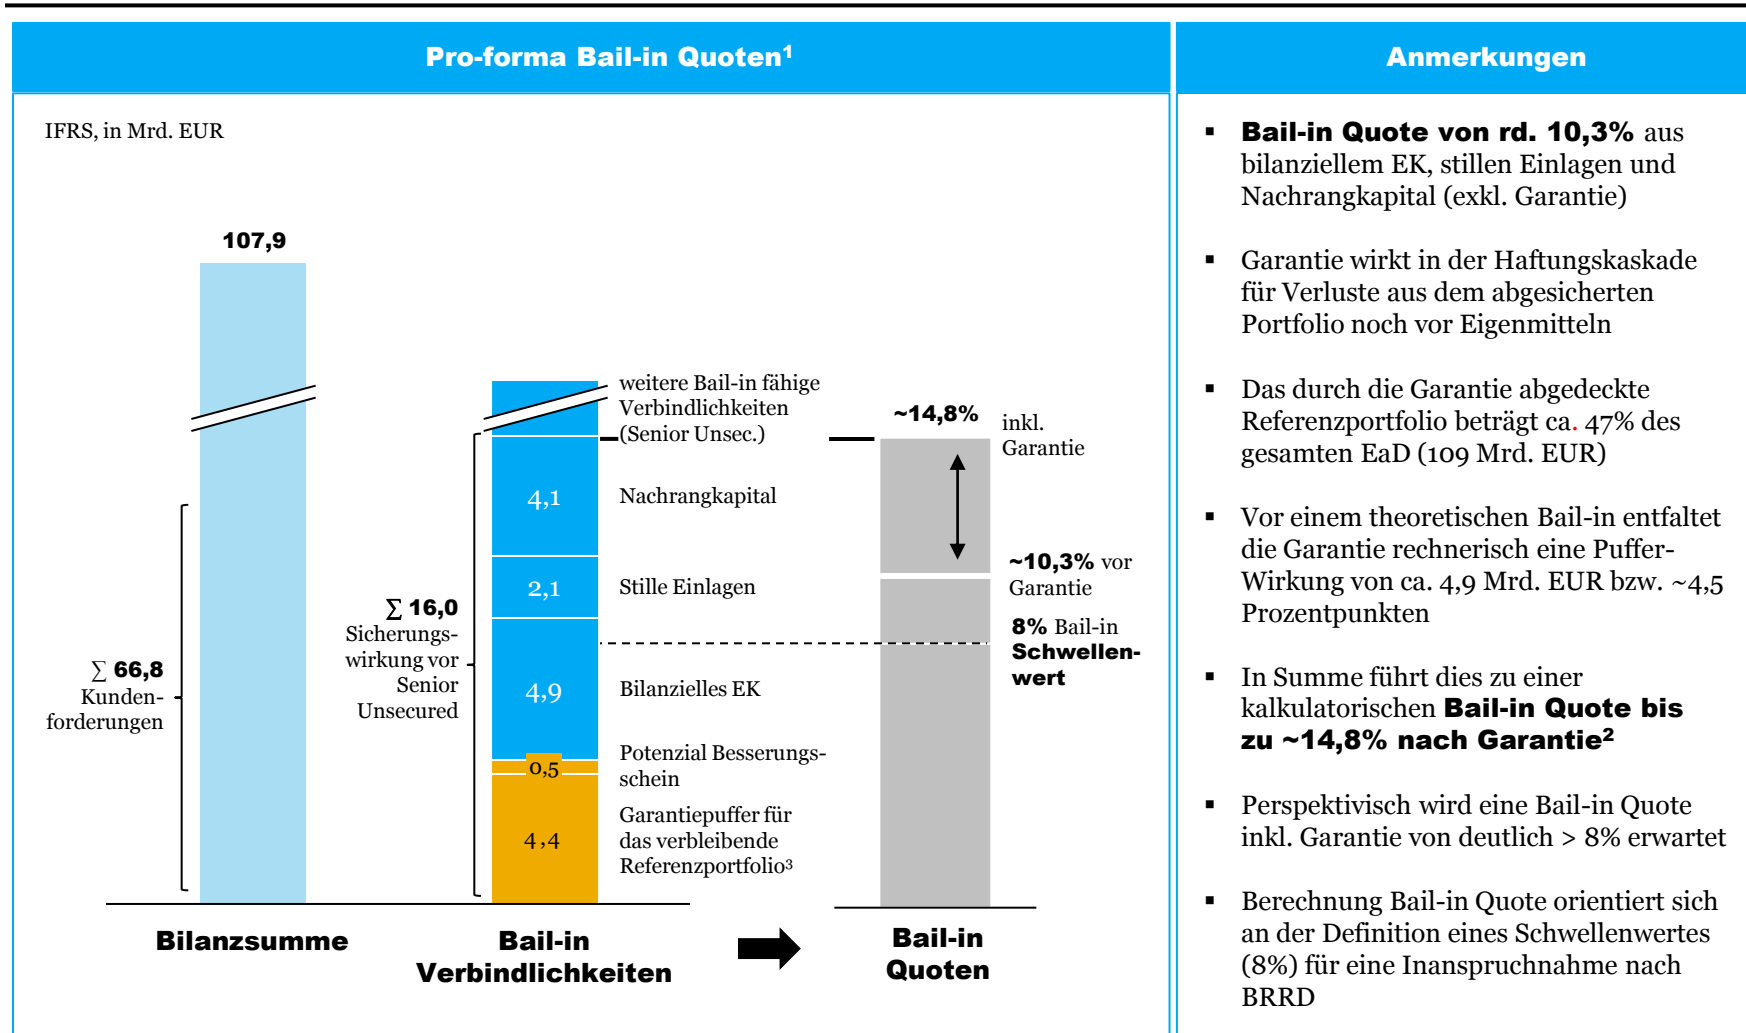 Pro-forma Bail-in Quoten¹
IFRS, in Mrd. EUR
107,9
∑ 66,8
Kunden-
forderungen
∑ 16,0
Sicherungs-
wirkung vor
Senior
Unsecured
4,1
2,1
4,9
0,5
4,4
weitere Bail-in fähige
Verbindlichkeiten
(Senior Unsec.)
Nachrangkapital
Stille Einlagen
Bilanzielles EK
Potenzial Besserungs-
schein
Garantiepuffer für
das verbleibende
Referenzportfolio³
~14,8%
inkl.
Garantie
~10,3% vor
Garantie
8% Bail-in
Schwellen-
wert
Bilanzsumme
Bail-in
Verbindlichkeiten
Bail-in
Quoten
Anmerkungen
▪ Bail-in Quote von rd. 10,3% aus
bilanziellem EK, stillen Einlagen und
Nachrangkapital (exkl. Garantie)
▪ Garantie wirkt in der Haftungskaskade
für Verluste aus dem abgesicherten
Portfolio noch vor Eigenmitteln
▪ Das durch die Garantie abgedeckte
Referenzportfolio beträgt ca. 47% des
gesamten EaD (109 Mrd. EUR)
▪ Vor einem theoretischen Bail-in entfaltet
die Garantie rechnerisch eine Puffer-
Wirkung von ca. 4,9 Mrd. EUR bzw. ~4,5
Prozentpunkten
▪ In Summe führt dies zu einer
kalkulatorischen Bail-in Quote bis
zu ~14,8% nach Garantie²
▪ Perspektivisch wird eine Bail-in Quote
inkl. Garantie von deutlich > 8% erwartet
▪ Berechnung Bail-in Quote orientiert sich
an der Definition eines Schwellenwertes
(8%) für eine Inanspruchnahme nach
BRRD